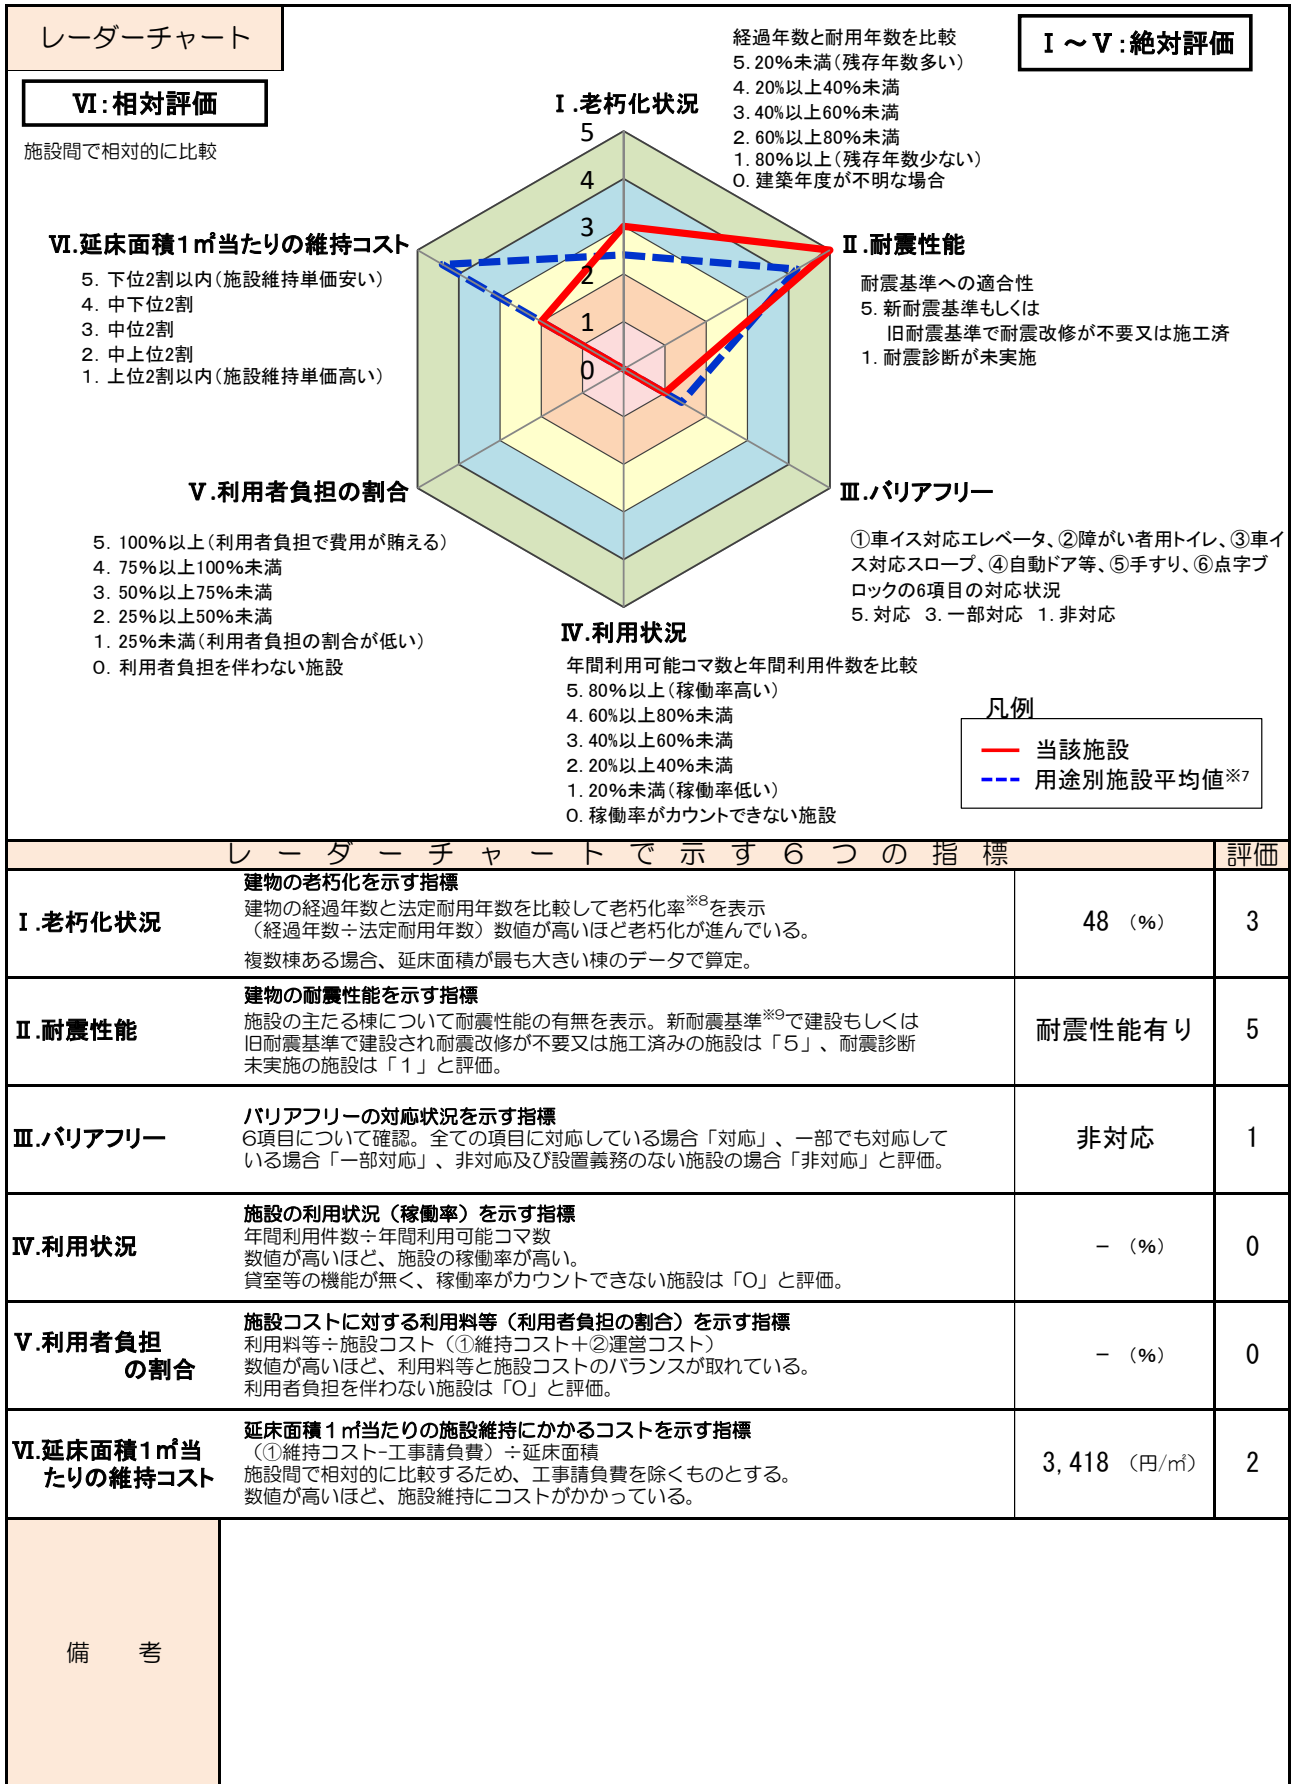 レーダーチャート
Ⅰ～Ⅴ:絶対評価
Ⅵ:相対評価
施設間で相対的に比較
Ⅰ.老朽化状況
経過年数と耐用年数を比較
5.20%未満(残存年数多い)
4.20%以上40%未満
3.40%以上60%未満
2.60%以上80%未満
1.80%以上(残存年数少ない)
0.建築年度が不明な場合
5
4
3
2
1
0
Ⅱ.耐震性能
耐震基準への適合性
5.新耐震基準もしくは
旧耐震基準で耐震改修が不要又は施工済
1.耐震診断が未実施
Ⅵ.延床面積1㎡当たりの維持コスト
5.下位2割以内(施設維持単価安い)
4.中下位2割
3.中位2割
2.中上位2割
1.上位2割以内(施設維持単価高い)
Ⅴ.利用者負担の割合
5.100%以上(利用者負担で費用が賄える)
4.75%以上100%未満
3.50%以上75%未満
2.25%以上50%未満
1.25%未満(利用者負担の割合が低い)
0.利用者負担を伴わない施設
Ⅲ.バリアフリー
①車イス対応エレベータ、②障がい者用トイレ、③車イ
ス対応スロープ、④自動ドア等、⑤手すり、⑥点字ブ
ロックの6項目の対応状況
5.対応 3.一部対応 1.非対応
Ⅳ.利用状況
年間利用可能コマ数と年間利用件数を比較
5.80%以上(稼働率高い)
4.60%以上80%未満
3.40%以上60%未満
2.20%以上40%未満
1.20%未満(稼働率低い)
0.稼働率がカウントできない施設
凡例
当該施設
用途別施設平均値※7
レーダーチャートで示す6つの指標 評価
Ⅰ.老朽化状況
建物の老朽化を示す指標
建物の経過年数と法定耐用年数を比較して老朽化率※8を表示
(経過年数÷法定耐用年数)数値が高いほど老朽化が進んでいる。
複数棟ある場合、延床面積が最も大きい棟のデータで算定。
48 (%) 3
Ⅱ.耐震性能
建物の耐震性能を示す指標
施設の主たる棟について耐震性能の有無を表示。新耐震基準※9で建設もしくは
旧耐震基準で建設され耐震改修が不要又は施工済みの施設は「5」、耐震診断
未実施の施設は「1」と評価。
耐震性能有り 5
Ⅲ.バリアフリー
バリアフリーの対応状況を示す指標
6項目について確認。全ての項目に対応している場合「対応」、一部でも対応して
いる場合「一部対応」、非対応及び設置義務のない施設の場合「非対応」と評価。
非対応 1
Ⅳ.利用状況
施設の利用状況(稼働率)を示す指標
年間利用件数÷年間利用可能コマ数
数値が高いほど、施設の稼働率が高い。
貸室等の機能が無く、稼働率がカウントできない施設は「0」と評価。
- (%) 0
Ⅴ.利用者負担
の割合
施設コストに対する利用料等(利用者負担の割合)を示す指標
利用料等÷施設コスト(①維持コスト+②運営コスト)
数値が高いほど、利用料等と施設コストのバランスが取れている。
利用者負担を伴わない施設は「0」と評価。
- (%) 0
Ⅵ.延床面積1㎡当
たりの維持コスト
延床面積1㎡当たりの施設維持にかかるコストを示す指標
(①維持コスト-工事請負費)÷延床面積
施設間で相対的に比較するため、工事請負費を除くものとする。
数値が高いほど、施設維持にコストがかかっている。
3,418 (円/㎡) 2
備 考